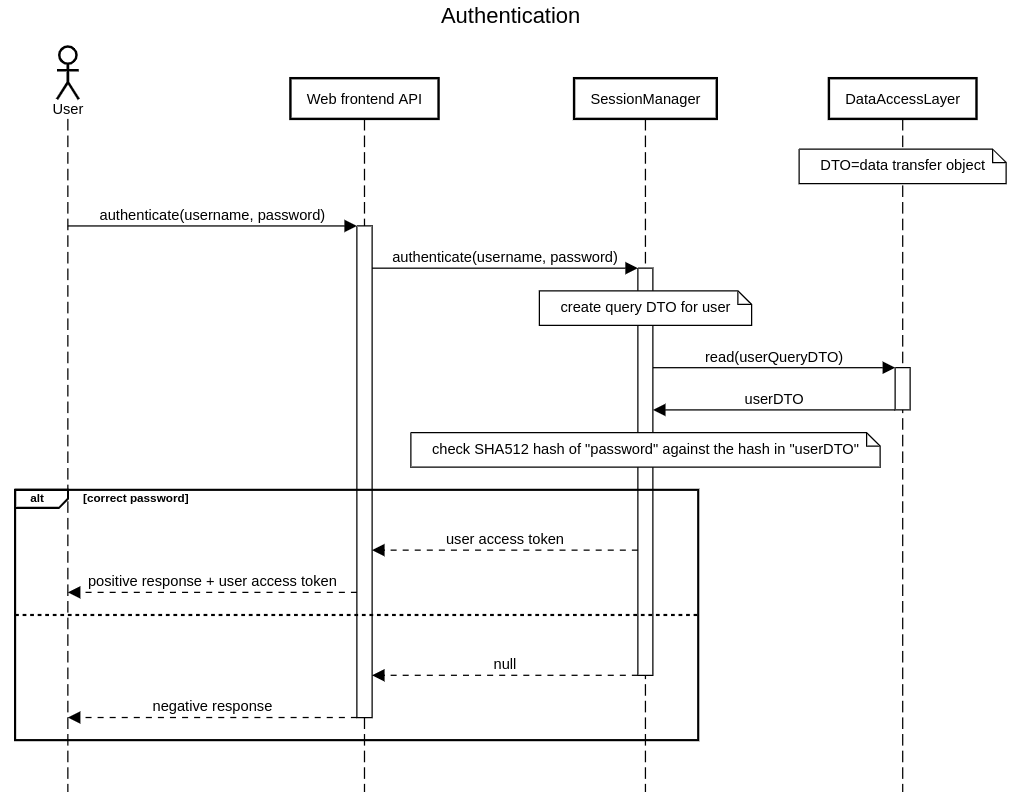 Authentication
User
Web frontend API
SessionManager
DataAccessLayer
DTO=data transfer object
authenticate(username, password)
authenticate(username, password)
create query DTO for user
read(userQueryDTO)
userDTO
check SHA512 hash of "password" against the hash in "userDTO"
alt
[correct password]
user access token
positive response + user access token
null
negative response